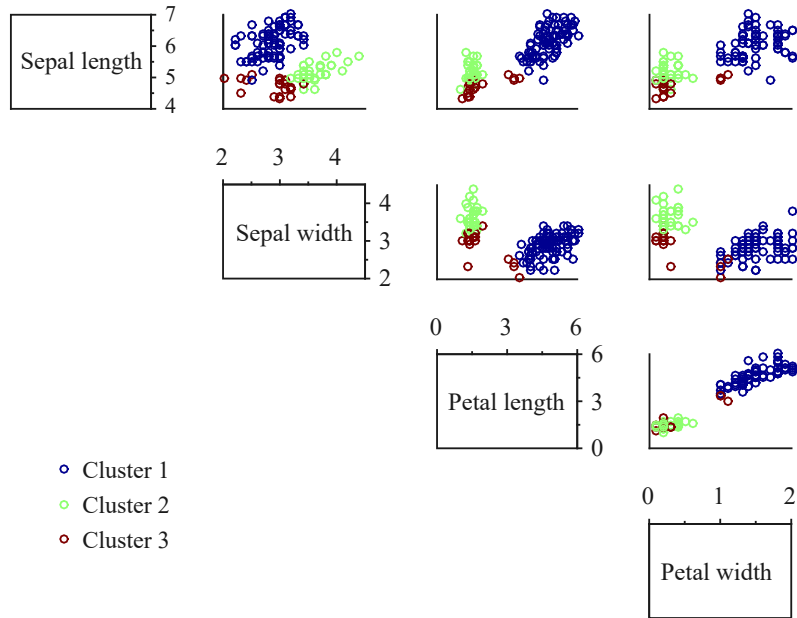 7
6
Sepal length
5
4
2
3
4
4
Sepal width
3
2
0
3
6
6
Petal length
3
0
Cluster 1
Cluster 2
Cluster 3
0
1
2
Petal width